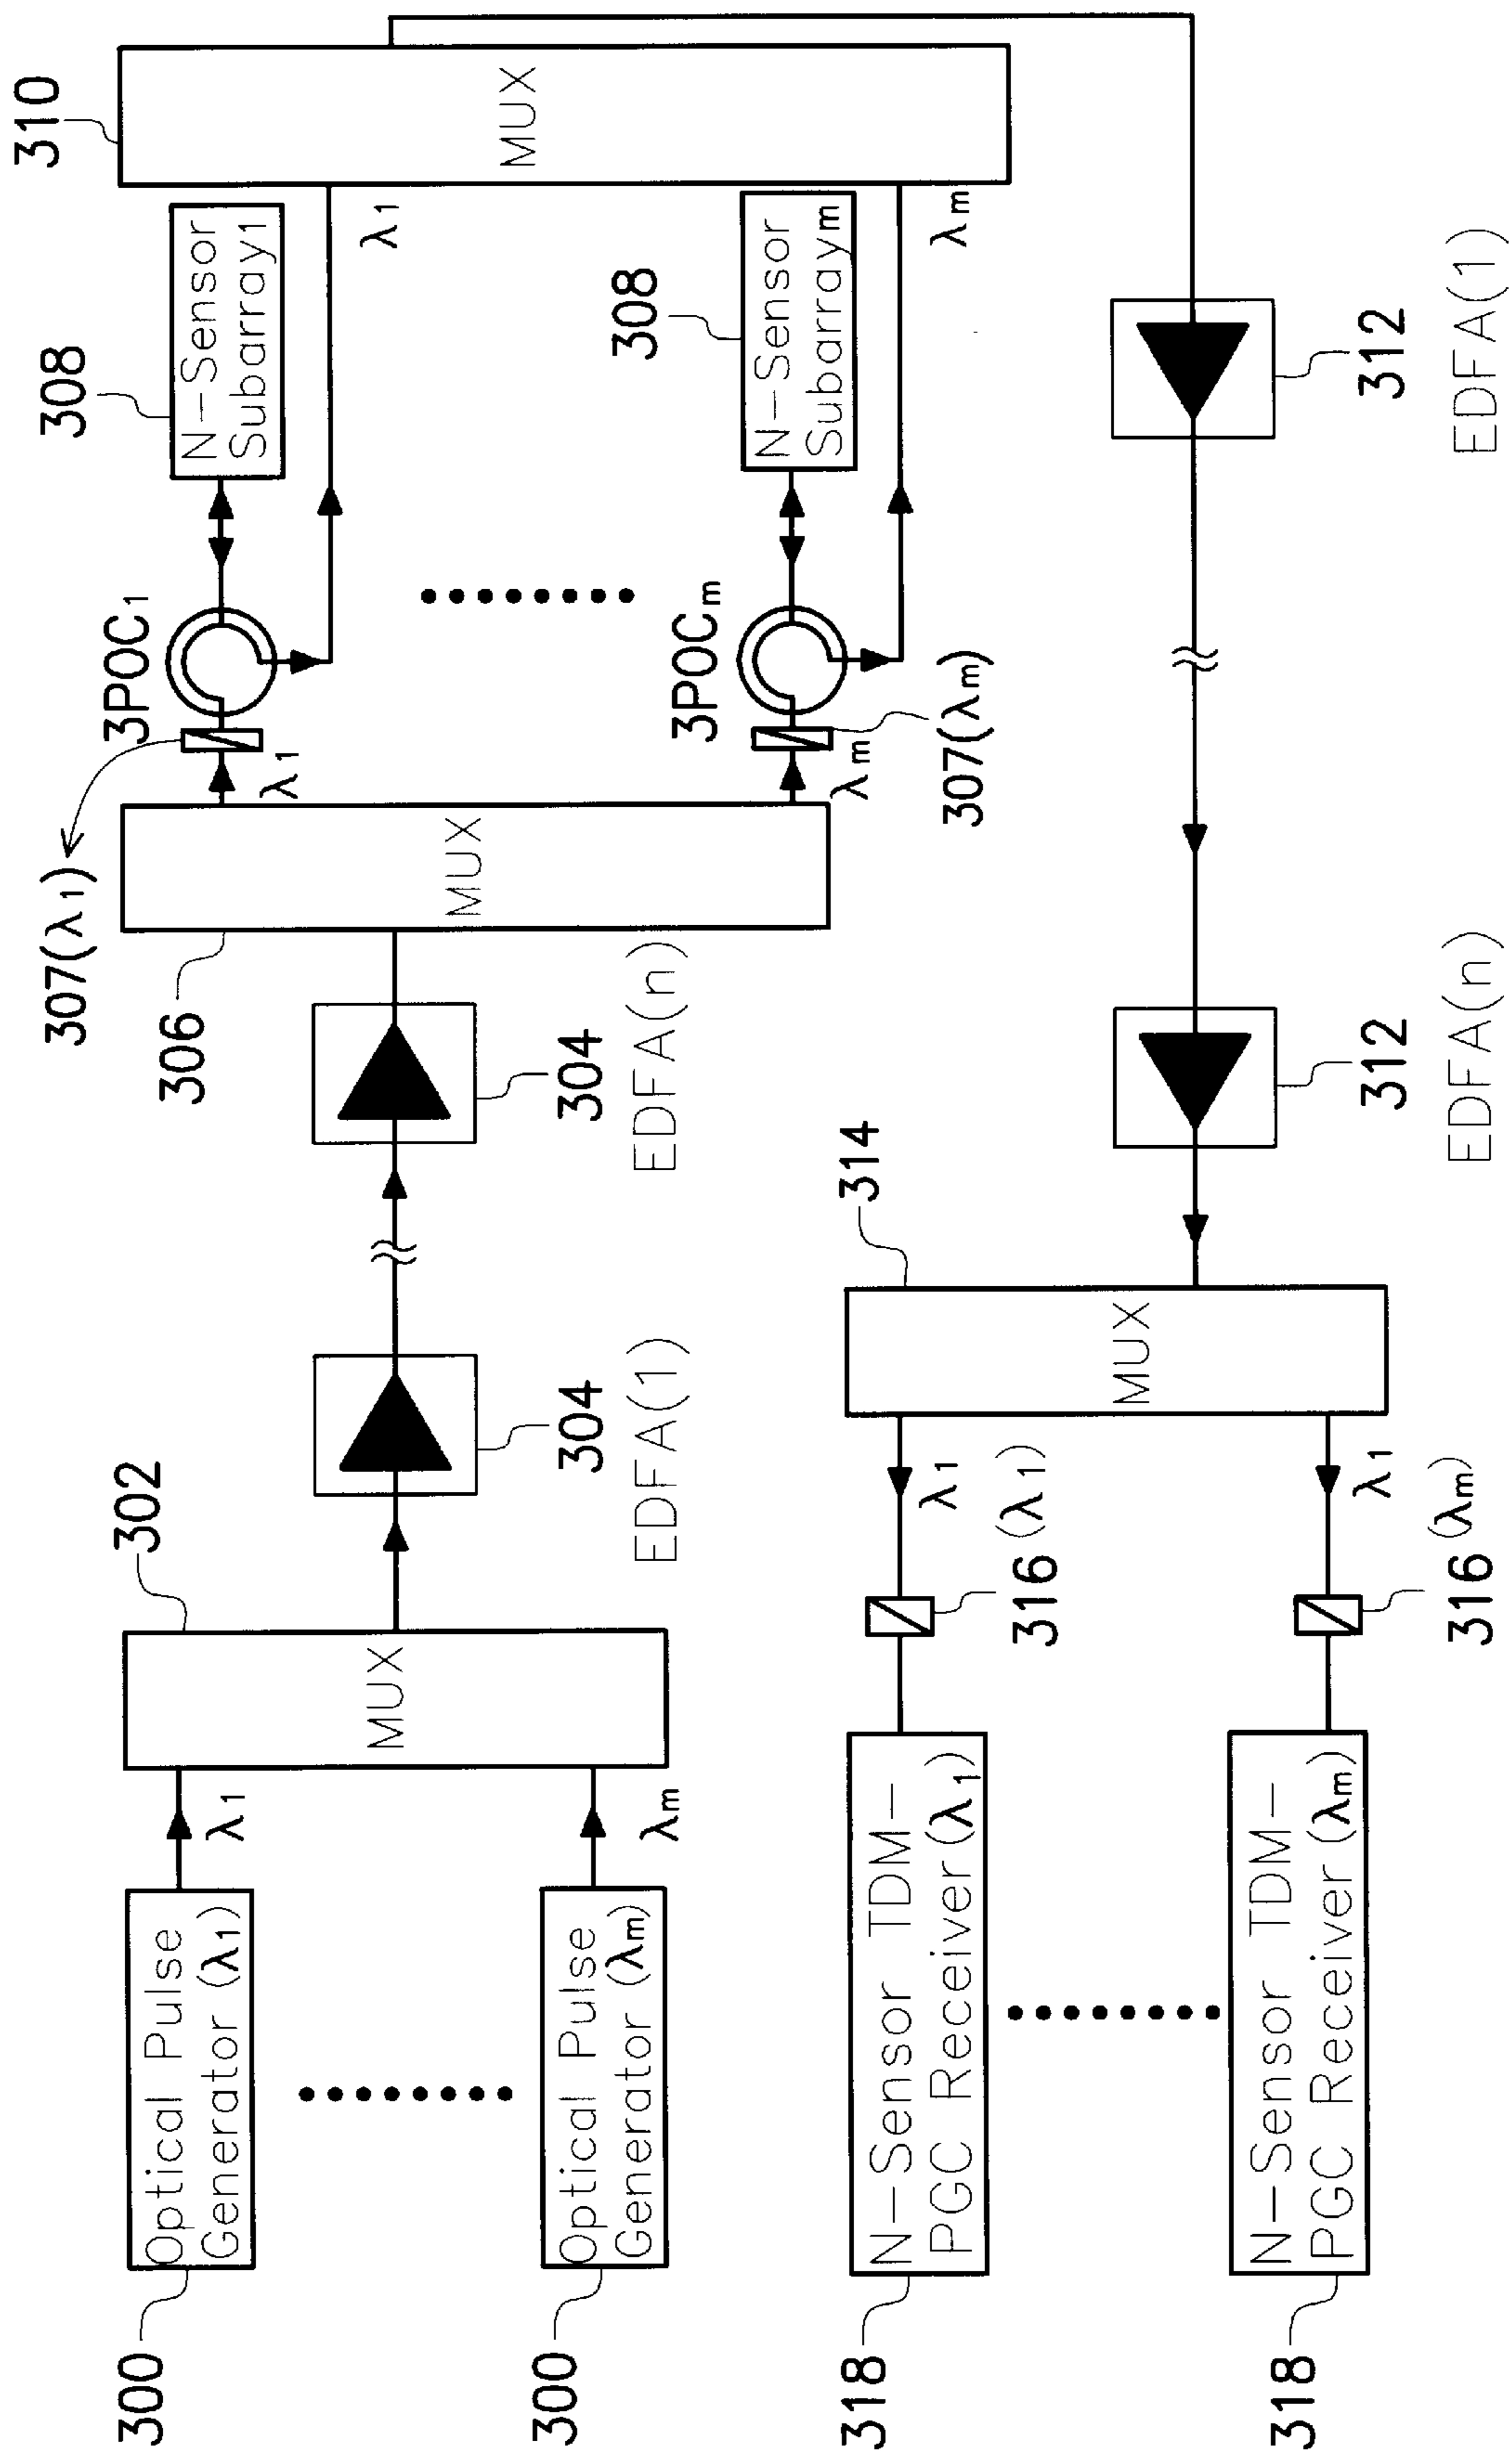 300
Optical Pulse
Generator (λ1)
λ1
300
Optical Pulse
Generator (λm)
λm
302
MUX
304
EDFA(1)
304
EDFA(n)
306
MUX
307(λ1)
λ1
3POC1
308
N-Sensor
Subarray1
λ1
307(λm)
λm
3POCm
308
N-Sensor
Subarraym
λm
310
MUX
312
EDFA(1)
312
EDFA(n)
314
MUX
λ1
316(λ1)
λ1
316(λm)
318
N-Sensor TDM-
PGC Receiver(λ1)
318
N-Sensor TDM-
PGC Receiver(λm)